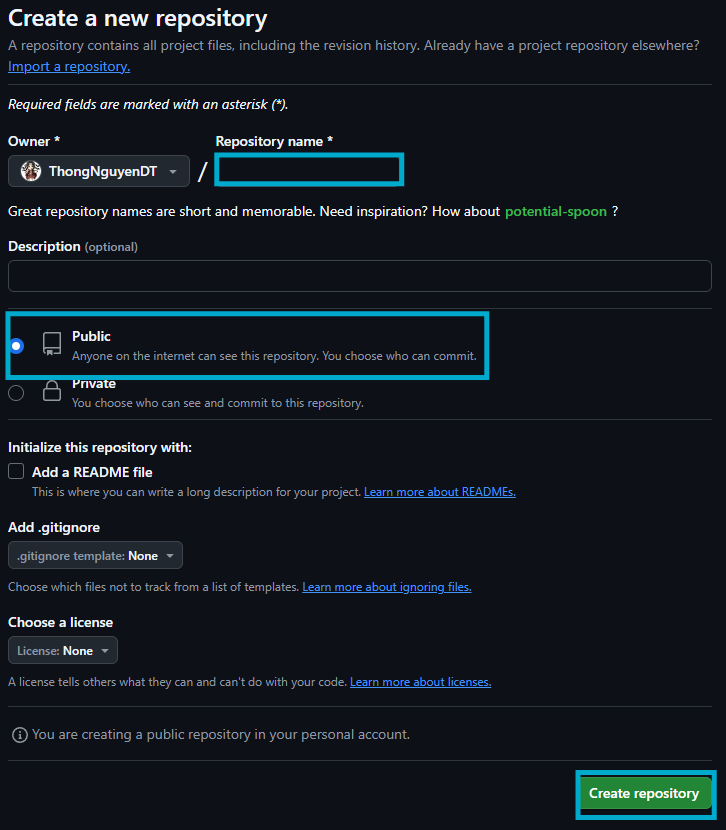 Create a new repository
A repository contains all project files, including the revision history. Already have a project repository elsewhere?
Import a repository.
Required fields are marked with an asterisk (*).
Owner * Repository name *
ThongNguyenDT /
Great repository names are short and memorable. Need inspiration? How about potential-spoon ?
Description (optional)
Public
Anyone on the internet can see this repository. You choose who can commit.
Private
You choose who can see and commit to this repository.
Initialize this repository with:
Add a README file
This is where you can write a long description for your project. Learn more about READMEs.
Add .gitignore
.gitignore template: None
Choose which files not to track from a list of templates. Learn more about ignoring files.
Choose a license
License: None
A license tells others what they can and can't do with your code. Learn more about licenses.
You are creating a public repository in your personal account.
Create repository